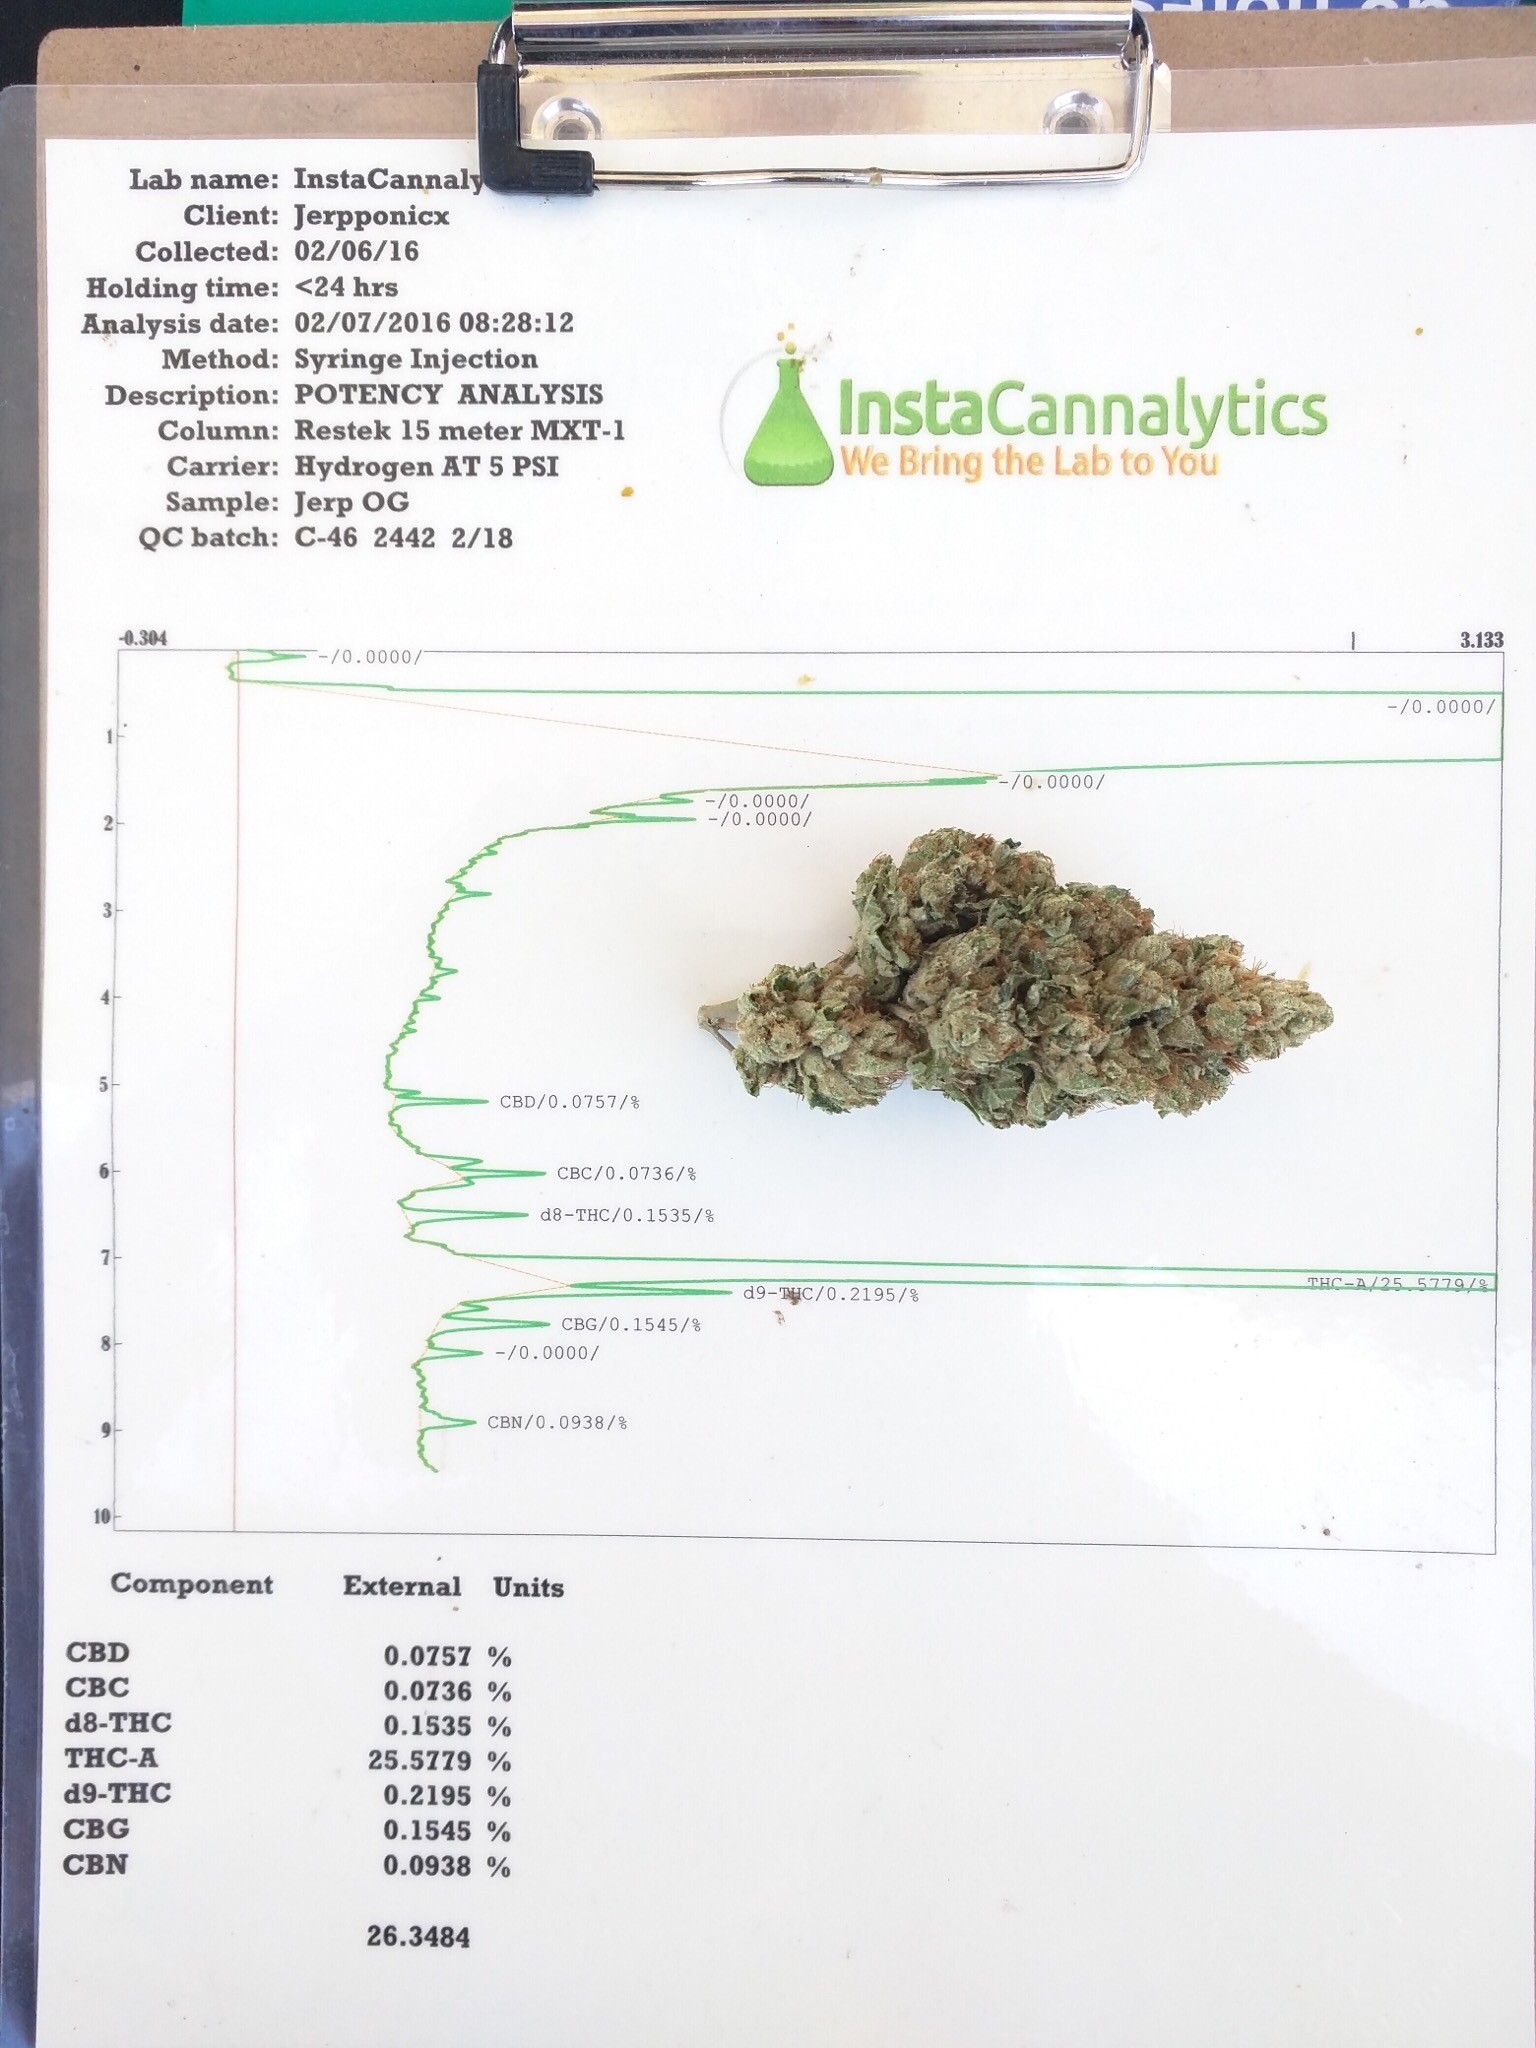 Lab name: InstaCannaly
Client: Jerpponicx
Collected: 02/06/16
Holding time: <24 hrs
Analysis date: 02/07/2016 08:28:12
Method: Syringe Injection
Description: POTENCY ANALYSIS
Column: Restek 15 meter MXT-1
Carrier: Hydrogen AT 5 PSI
Sample: Jerp OG
QC batch: C-46 2442 2/18
InstaCannalytics
We Bring the Lab to You
-0.304 3.133
-/0.0000/
-/0.0000/
1
-/0.0000/
-/0.0000/
2 -/0.0000/
3
4
5
CBD/0.0757/%
6 CBC/0.0736/%
d8-THC/0.1535/%
7
THC-A/25.5779/%
d9-THC/0.2195/%
CBG/0.1545/%
8
-/0.0000/
CBN/0.0938/%
9
10
Component External Units
CBD 0.0757 %
CBC 0.0736 %
d8-THC 0.1535 %
THC-A 25.5779 %
d9-THC 0.2195 %
CBG 0.1545 %
CBN 0.0938 %
26.3484